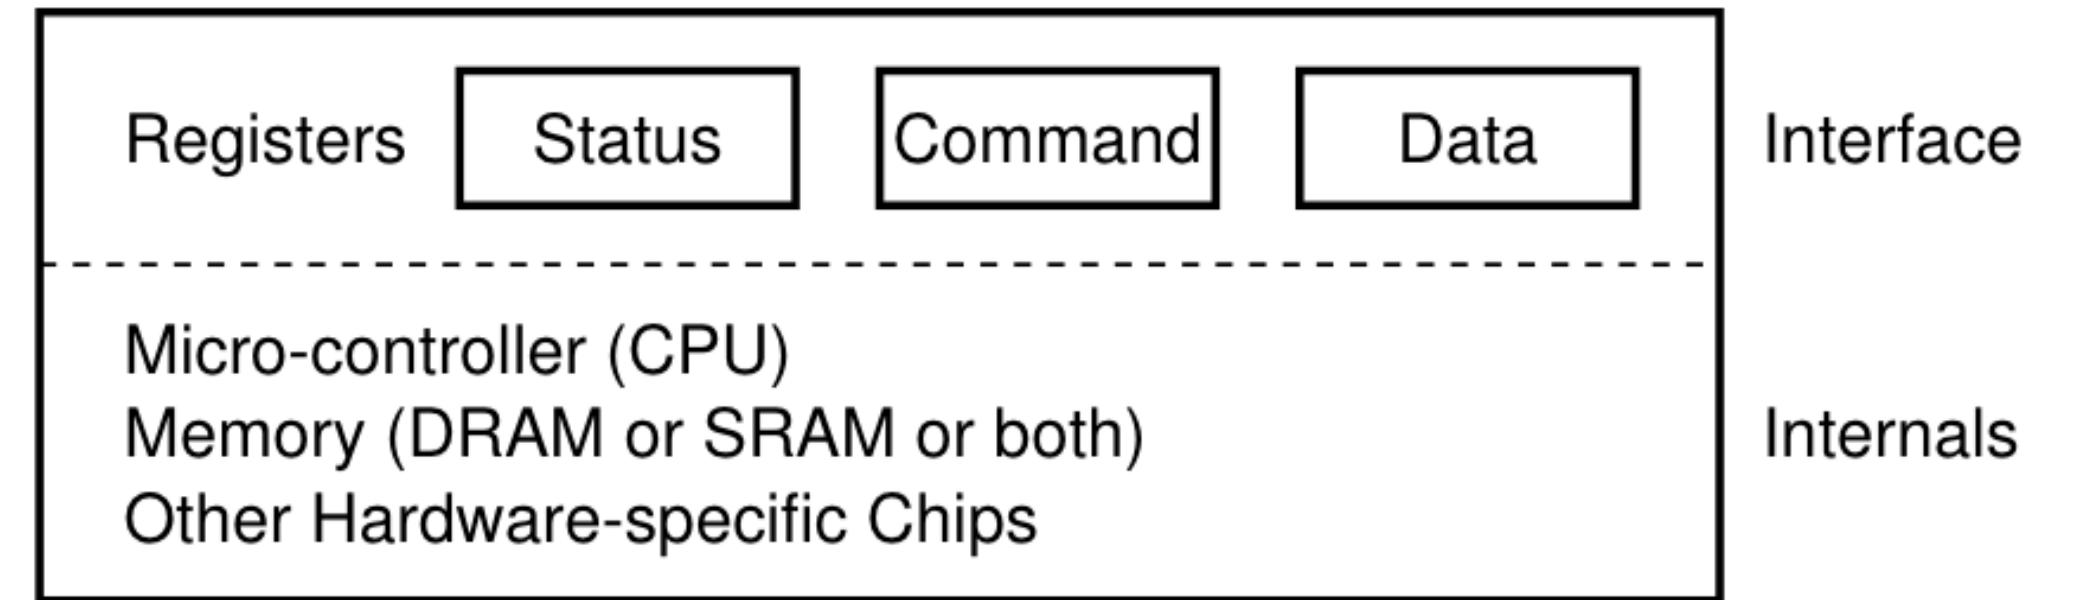 Registers Status Command Data Interface
Micro-controller (CPU)
Memory (DRAM or SRAM or both) Internals
Other Hardware-specific Chips